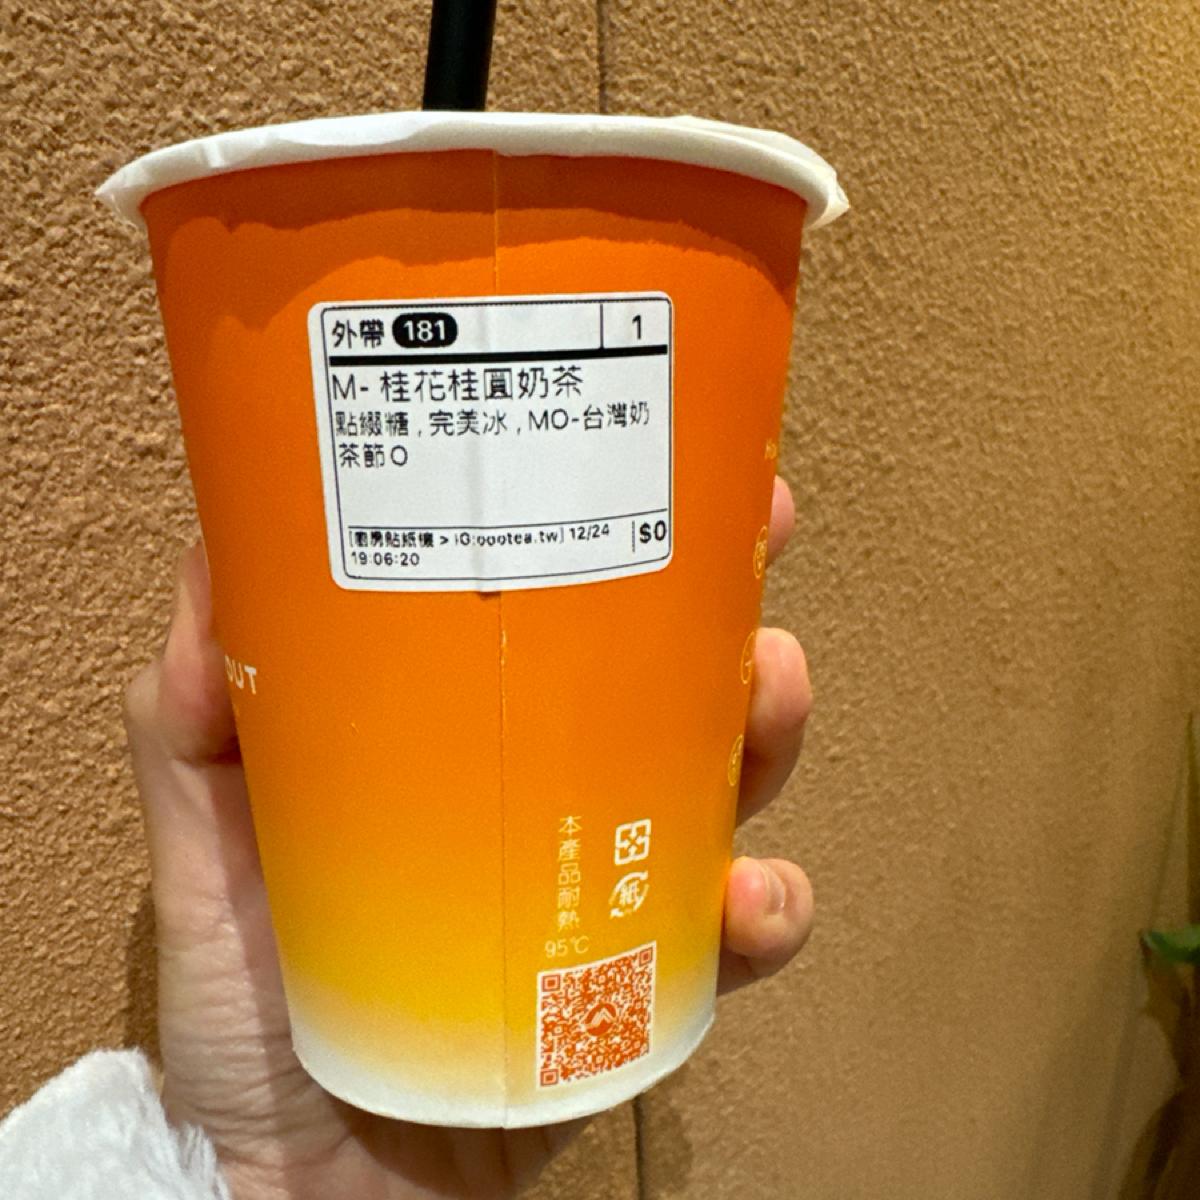 外帶 181 1
M- 桂花桂圓奶茶
點綴糖 , 完美冰 , MO-台灣奶
茶節O
[廚房貼紙機 > IG:oootea.tw] 12/24 $0
19:06:20
OUT
本產品耐熱
95°C
紙